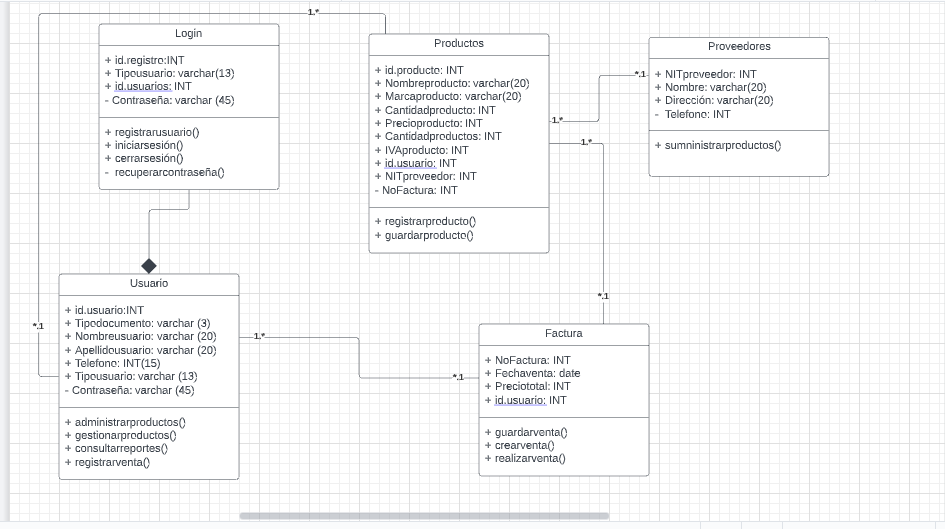 1.*
Login
+ id.registro:INT
+ Tipousuario: varchar(13)
+ id.usuarios: INT
- Contraseña: varchar (45)
+ registrarusuario()
+ iniciarsesión()
+ cerrarsesión()
- recuperarcontraseña()
Productos
+ id.producto: INT
+ Nombreproducto: varchar(20)
+ Marcaproducto: varchar(20)
+ Cantidadproducto: INT
+ Precioproducto: INT
+ Cantidadproductos: INT
+ IVAproducto: INT
+ id.usuario: INT
+ NITproveedor: INT
- NoFactura: INT
+ registrarproducto()
+ guardarproducto()
*.1
1.*
1.*
Proveedores
+ NITproveedor: INT
+ Nombre: varchar(20)
+ Dirección: varchar(20)
- Telefono: INT
+ sumninistrarproductos()
*.1
*.1
Usuario
+ id.usuario:INT
+ Tipodocumento: varchar (3)
+ Nombreusuario: varchar (20)
+ Apellidousuario: varchar (20)
+ Telefono: INT(15)
+ Tipousuario: varchar (13)
- Contraseña: varchar (45)
+ administrarproductos()
+ gestionarproductos()
+ consultarreportes()
+ registrarventa()
1.*
*.1
Factura
+ NoFactura: INT
+ Fechaventa: date
+ Preciototal: INT
+ id.usuario: INT
+ guardarventa()
+ crearventa()
+ realizarventa()